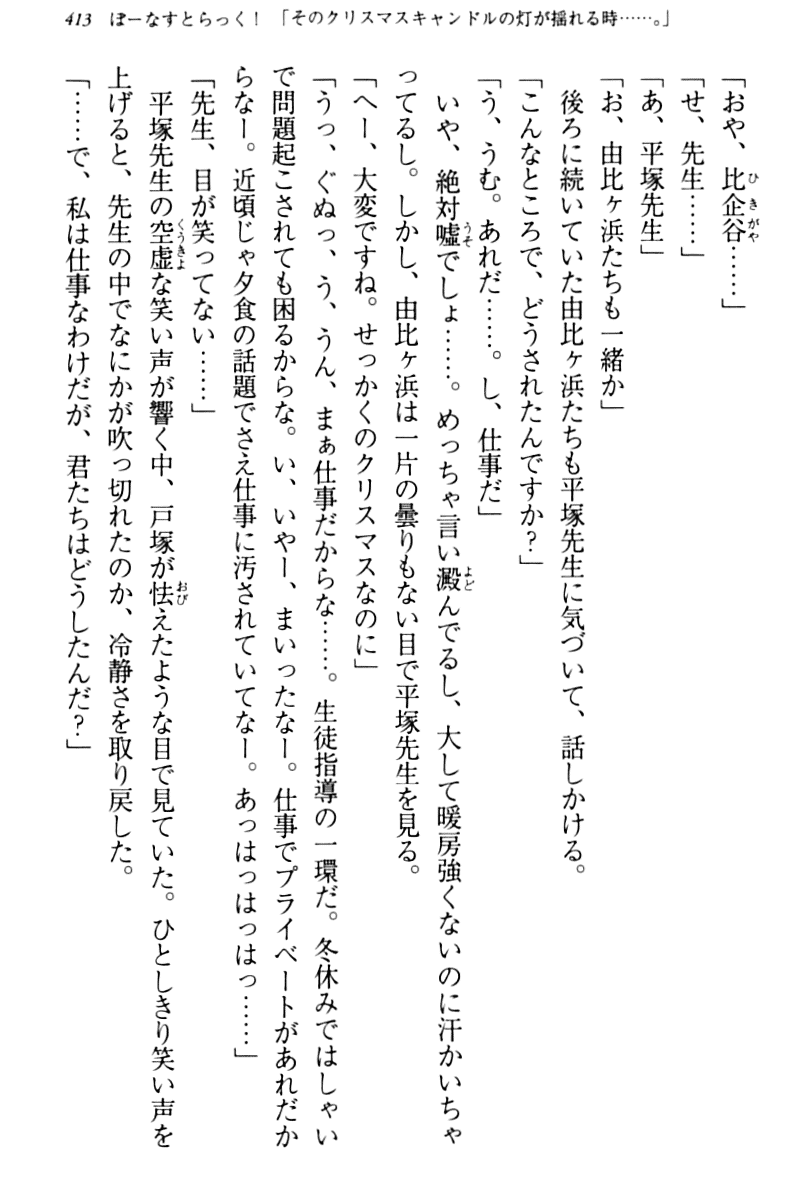 413 ぼーなすとらっく! 「そのクリスマスキャンドルの灯が揺れる時……。」
「おや、比企谷……」
「せ、先生……」
「あ、平塚先生」
「お、由比ヶ浜たちも一緒か」
後ろに続いていた由比ヶ浜たちも平塚先生に気づいて、話しかける。
「こんなところで、どうされたんですか?」
「う、うむ。あれだ……。し、仕事だ」
いや、絶対嘘でしょ……。めっちゃ言い澱んでるし、大して暖房強くないのに汗かいちゃ
ってるし。しかし、由比ヶ浜は一片の曇りもない目で平塚先生を見る。
「へー、大変ですね。せっかくのクリスマスなのに」
「うっ、ぐぬっ、う、うん、まぁ仕事だからな……。生徒指導の一環だ。冬休みではしゃい
で問題起こされても困るからな。い、いやー、まいったなー。仕事でプライベートがあれだか
らなー。近頃じゃ夕食の話題でさえ仕事に汚されていてなー。あっはっはっはっ……」
「先生、目が笑ってない……」
平塚先生の空虚な笑い声が響く中、戸塚が怯えたような目で見ていた。ひとしきり笑い声を
上げると、先生の中でなにかが吹っ切れたのか、冷静さを取り戻した。
「……で、私は仕事なわけだが、君たちはどうしたんだ?」